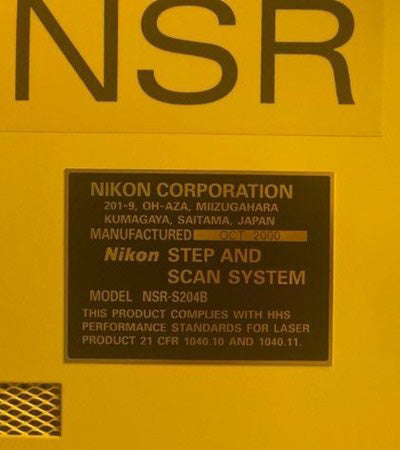 NSR
NIKON CORPORATION
201-9, OH-AZA, MIIZUGAHARA
KUMAGAYA, SAITAMA, JAPAN
MANUFACTURED OCT 2000
Nikon STEP AND
SCAN SYSTEM
MODEL NSR-S204B
THIS PRODUCT COMPLIES WITH HHS
PERFORMANCE STANDARDS FOR LASER
PRODUCT 21 CFR 1040.10 AND 1040.11.